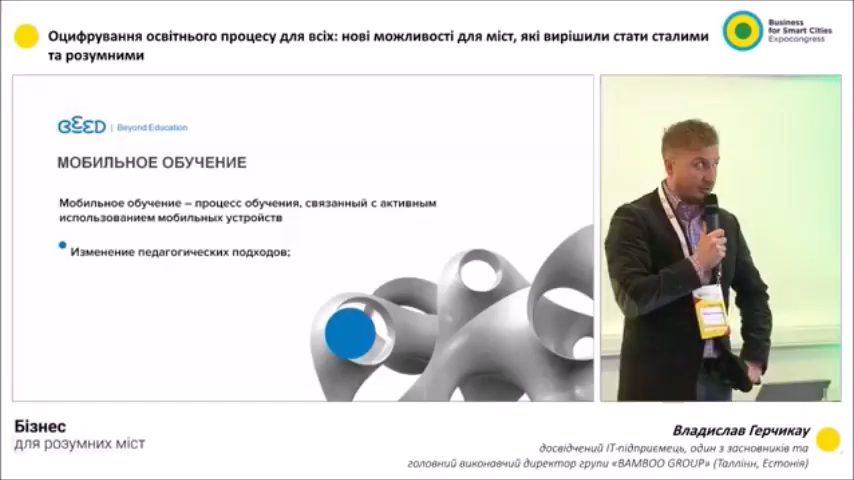 Оцифрування освітнього процесу для всіх: нові можливості для міст, які вирішили стати сталими
та розумними
Business
for Smart Cities
Expocongress
BEED | Beyond Education
МОБИЛЬНОЕ ОБУЧЕНИЕ
Мобильное обучение – процесс обучения, связанный с активным
использованием мобильных устройств
Изменение педагогических подходов;
Бізнес
для розумних міст
Владислав Герчикау
досвідчений ІТ-підприємець, один з засновників та
головний виконавчий директор групи «BAMBOO GROUP» (Таллінн, Естонія)